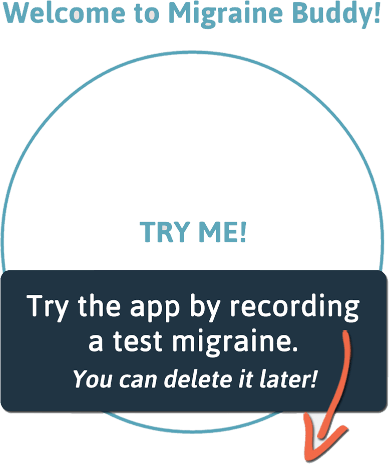 Welcome to Migraine Buddy!
TRY ME!
Try the app by recording
a test migraine.
You can delete it later!